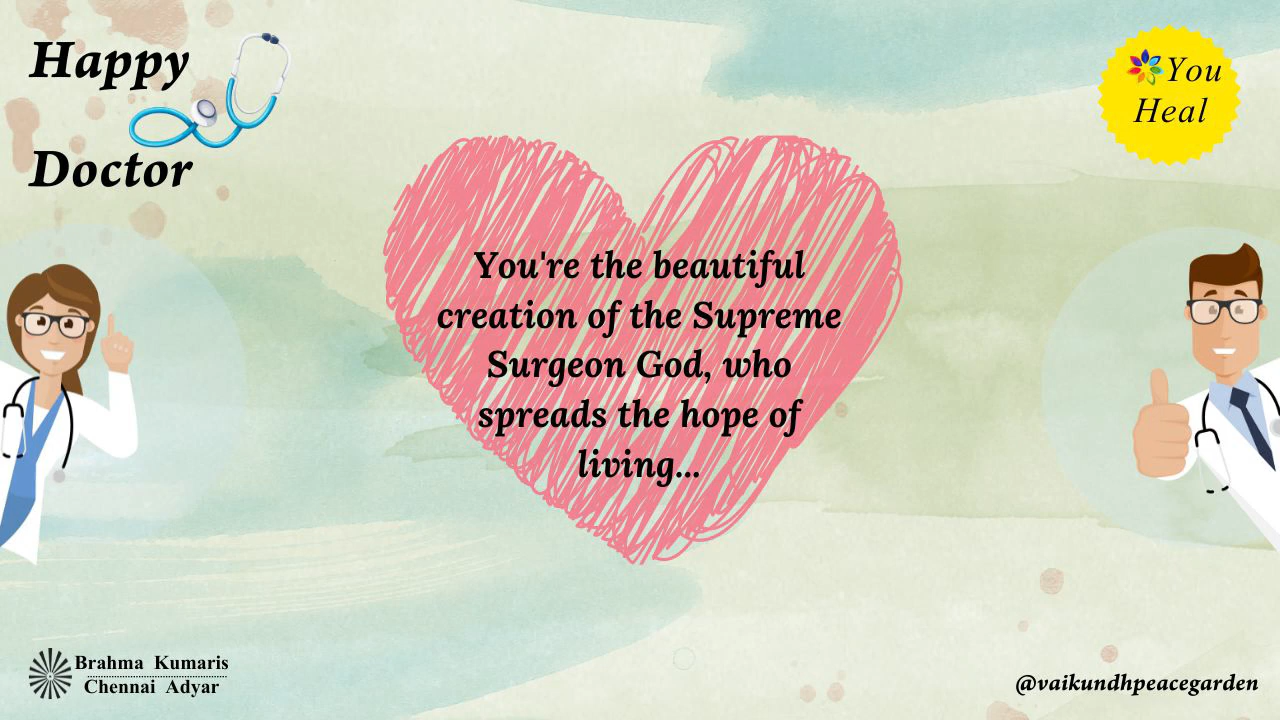 Happy
Doctor
You
Heal
You're the beautiful
creation of the Supreme
Surgeon God, who
spreads the hope of
living...
Brahma Kumaris
Chennai Adyar
@vaikundhpeacegarden